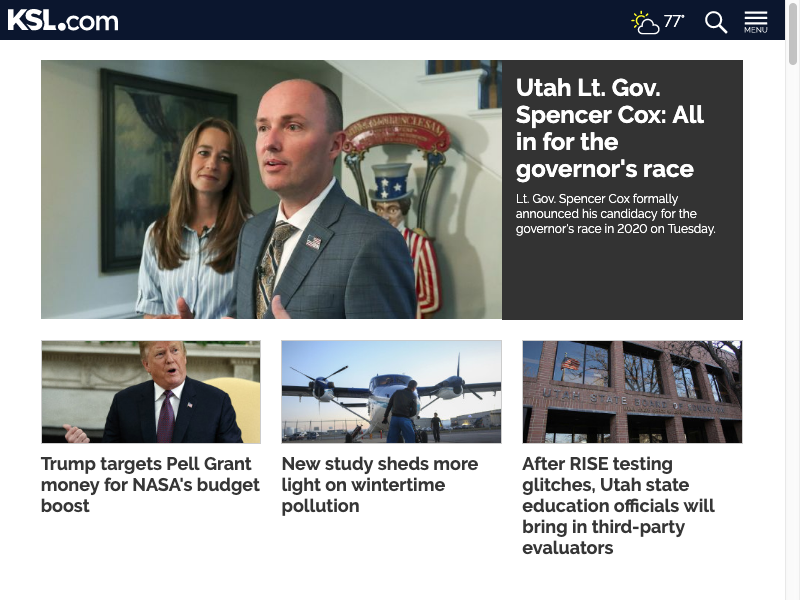 KSL.com
77°
MENU
Utah Lt. Gov.
Spencer Cox: All
in for the
governor's race
Lt. Gov. Spencer Cox formally
announced his candidacy for the
governor's race in 2020 on Tuesday.
Trump targets Pell Grant
money for NASA's budget
boost
New study sheds more
light on wintertime
pollution
UTAH STATE BOARD
After RISE testing
glitches, Utah state
education officials will
bring in third-party
evaluators